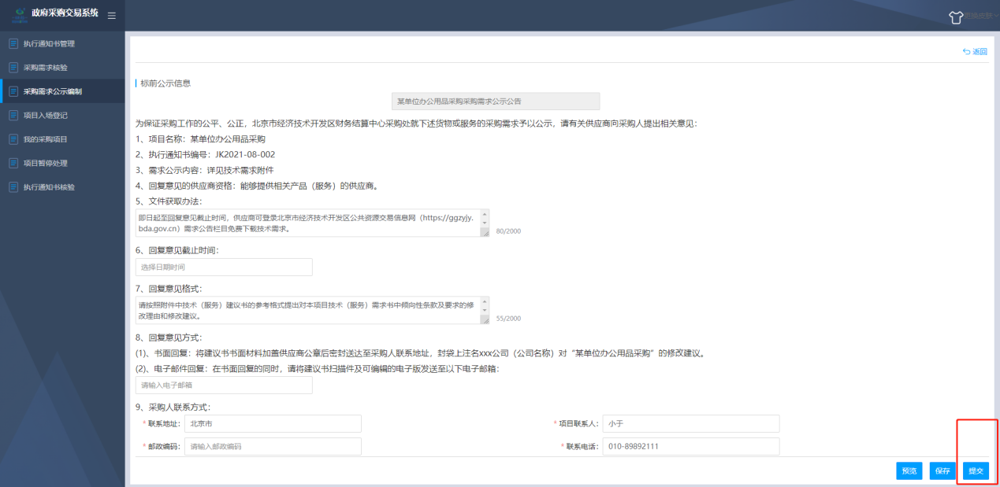 政府采购交易系统
更换皮肤
执行通知书管理
采购需求核验
采购需求公示编制
项目入场登记
我的采购项目
项目暂停处理
执行通知书核验
返回
标前公示信息
某单位办公用品采购采购需求公示公告
为保证采购工作的公平、公正，北京市经济技术开发区财务结算中心采购处就下述货物或服务的采购需求予以公示，请有关供应商向采购人提出相关意见：
1、项目名称：某单位办公用品采购
2、执行通知书编号：JK2021-08-002
3、需求公示内容：详见技术需求附件
4、回复意见的供应商资格：能够提供相关产品（服务）的供应商。
5、文件获取办法：
即日起至回复意见截止时间，供应商可登录北京市经济技术开发区公共资源交易信息网（https://ggzyjy.
bda.gov.cn）需求公告栏目免费下载技术需求。
80/2000
6、回复意见截止时间：
选择日期时间
7、回复意见格式：
请按照附件中技术（服务）建议书的参考格式提出对本项目技术（服务）需求书中倾向性条款及要求的修
改理由和修改建议。
55/2000
8、回复意见方式：
(1)、书面回复：将建议书书面材料加盖供应商公章后密封送达至采购人联系地址，封袋上注名xxx公司（公司名称）对“某单位办公用品采购”的修改建议。
(2)、电子邮件回复：在书面回复的同时，请将建议书扫描件及可编辑的电子版发送至以下电子邮箱：
请输入电子邮箱
9、采购人联系方式：
* 联系地址： 北京市 * 项目联系人： 小于
* 邮政编码： 请输入邮政编码 * 联系电话： 010-89892111
预览 保存 提交